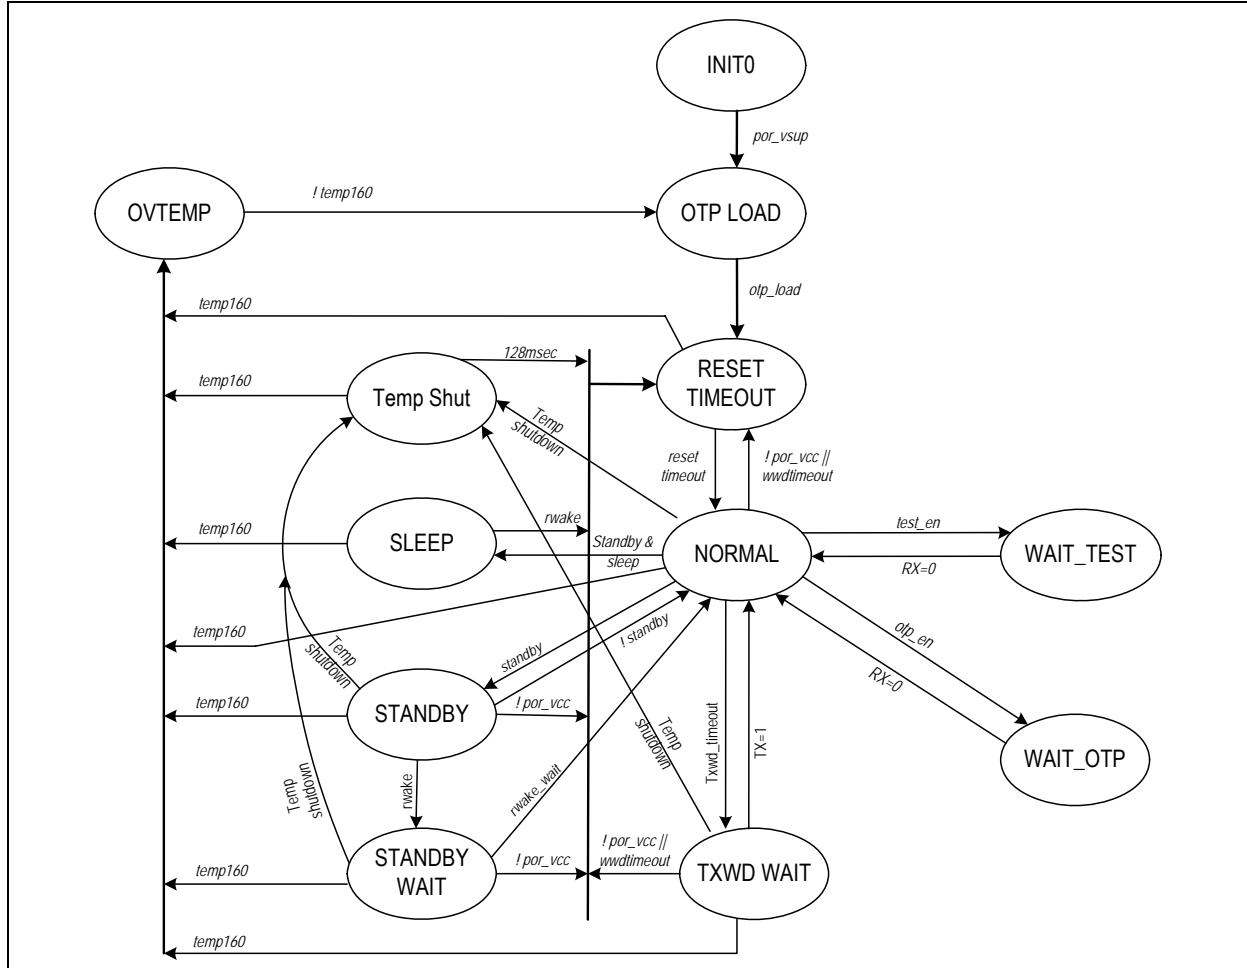 INIT0
por_vsup
! temp160
OVTEMP
OTP LOAD
otp_load
temp160
128msec
RESET
TIMEOUT
temp160
Temp Shut
Temp
shutdown
reset
timeout
! por_vcc ||
wwdtimeout
temp160
rwake
SLEEP
Standby &
sleep
NORMAL
test_en
WAIT_TEST
RX=0
temp160
Temp
shutdown
standby
! standby
otp_en
RX=0
temp160
STANDBY
! por_vcc
Temp
shutdown
Txwd_timeout
TX=1
WAIT_OTP
Temp
shutdown
rwake
rwake_wait
temp160
STANDBY
WAIT
! por_vcc
! por_vcc ||
wwdtimeout
TXWD WAIT
temp160